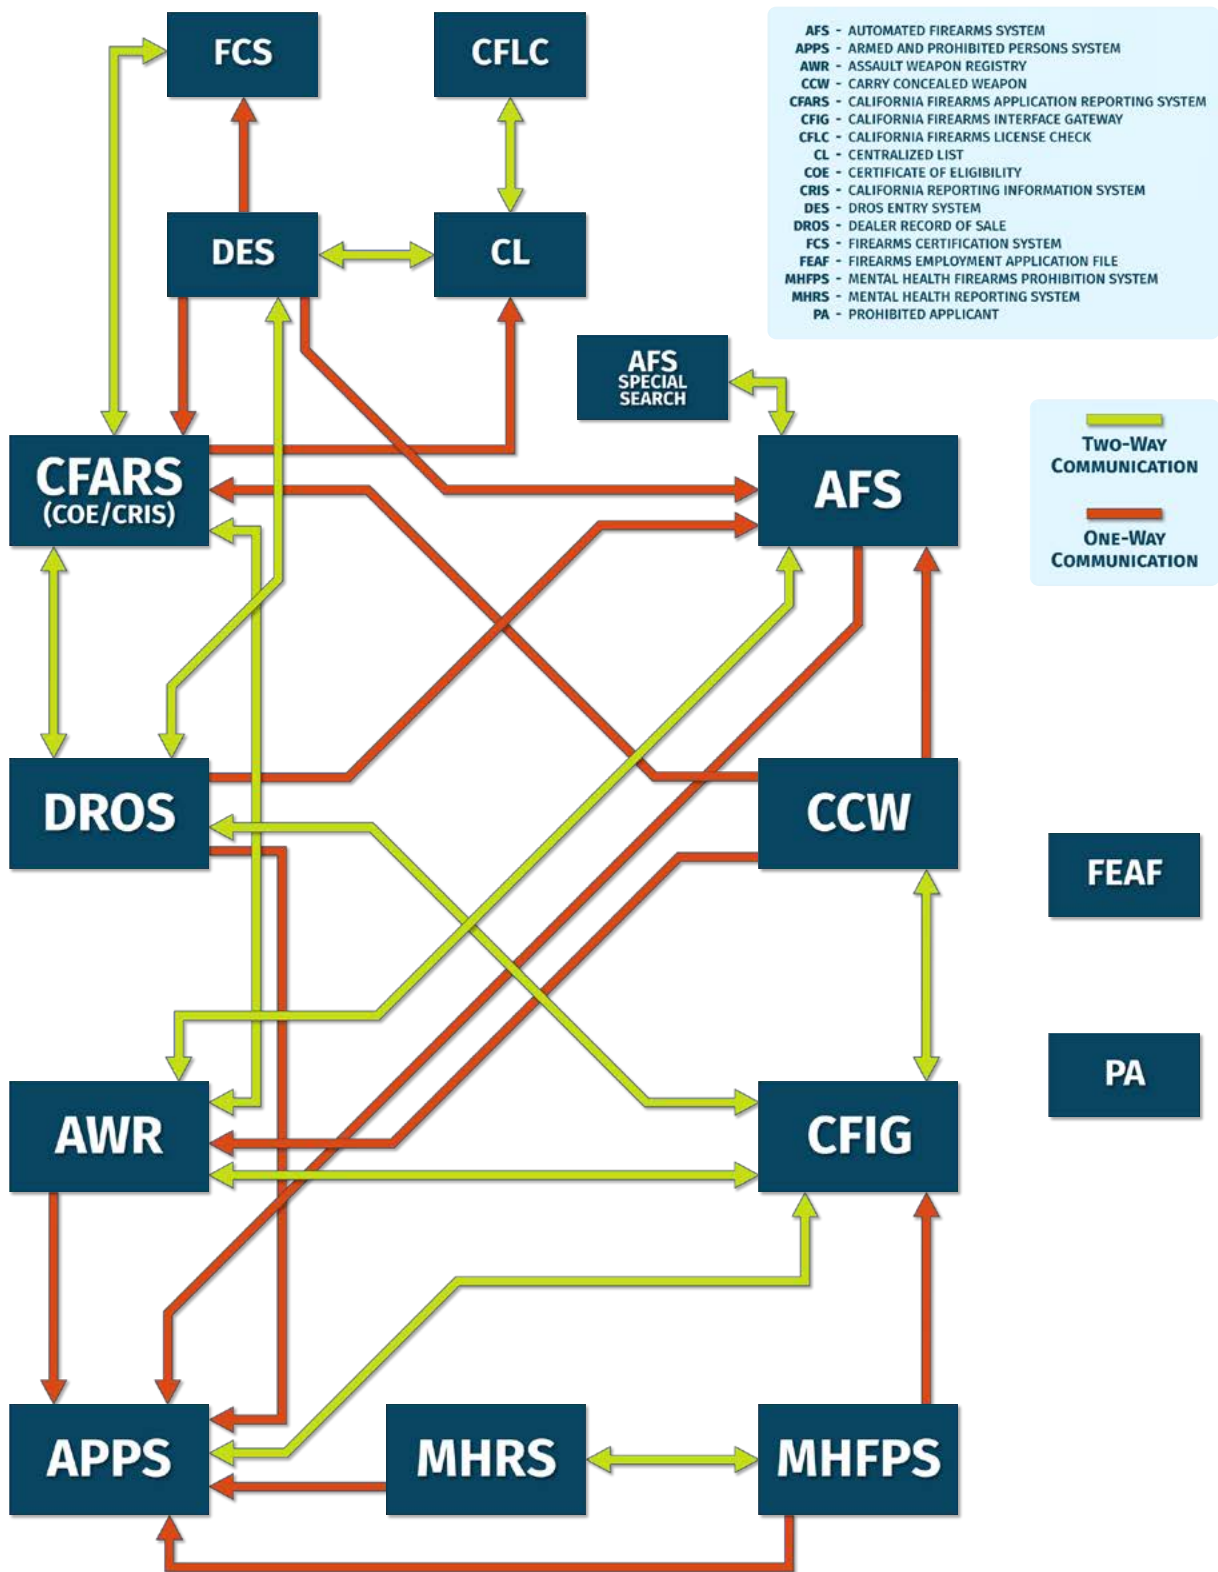 FCS
CFLC
AFS - AUTOMATED FIREARMS SYSTEM
APPS - ARMED AND PROHIBITED PERSONS SYSTEM
AWR - ASSAULT WEAPON REGISTRY
CCW - CARRY CONCEALED WEAPON
CFARS - CALIFORNIA FIREARMS APPLICATION REPORTING SYSTEM
CFIG - CALIFORNIA FIREARMS INTERFACE GATEWAY
CFLC - CALIFORNIA FIREARMS LICENSE CHECK
CL - CENTRALIZED LIST
COE - CERTIFICATE OF ELIGIBILITY
CRIS - CALIFORNIA REPORTING INFORMATION SYSTEM
DES - DROS ENTRY SYSTEM
DROS - DEALER RECORD OF SALE
FCS - FIREARMS CERTIFICATION SYSTEM
FEAF - FIREARMS EMPLOYMENT APPLICATION FILE
MHFPS - MENTAL HEALTH FIREARMS PROHIBITION SYSTEM
MHRS - MENTAL HEALTH REPORTING SYSTEM
PA - PROHIBITED APPLICANT
DES
CL
AFS
SPECIAL
SEARCH
TWO-WAY
COMMUNICATION
ONE-WAY
COMMUNICATION
CFARS
(COE/CRIS)
AFS
DROS
CCW
FEAF
PA
AWR
CFIG
APPS
MHRS
MHFPS